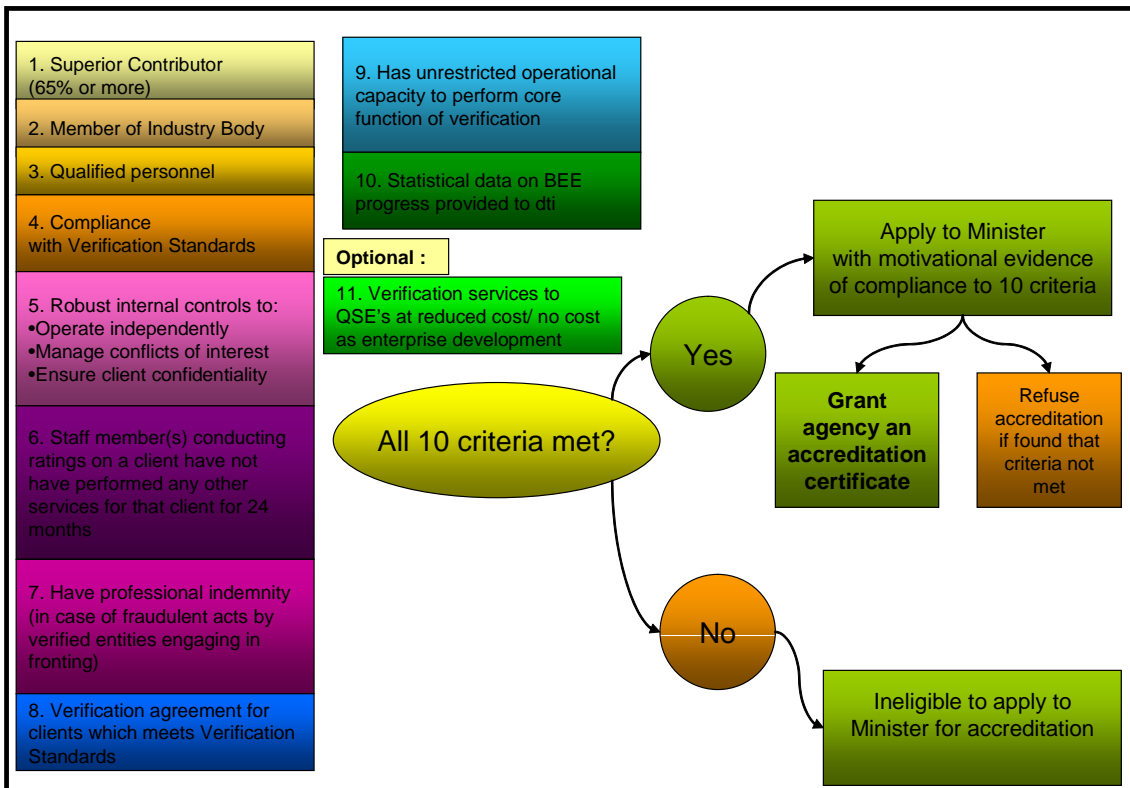 1. Superior Contributor
(65% or more)
2. Member of Industry Body
3. Qualified personnel
4. Compliance
with Verification Standards
5. Robust internal controls to:
•Operate independently
•Manage conflicts of interest
•Ensure client confidentiality
6. Staff member(s) conducting
ratings on a client have not
have performed any other
services for that client for 24
months
7. Have professional indemnity
(in case of fraudulent acts by
verified entities engaging in
fronting)
8. Verification agreement for
clients which meets Verification
Standards
9. Has unrestricted operational
capacity to perform core
function of verification
10. Statistical data on BEE
progress provided to dti
Optional :
11. Verification services to
QSE's at reduced cost/ no cost
as enterprise development
All 10 criteria met?
Yes
Apply to Minister
with motivational evidence
of compliance to 10 criteria
Grant
agency an
accreditation
certificate
Refuse
accreditation
if found that
criteria not
met
No
Ineligible to apply to
Minister for accreditation